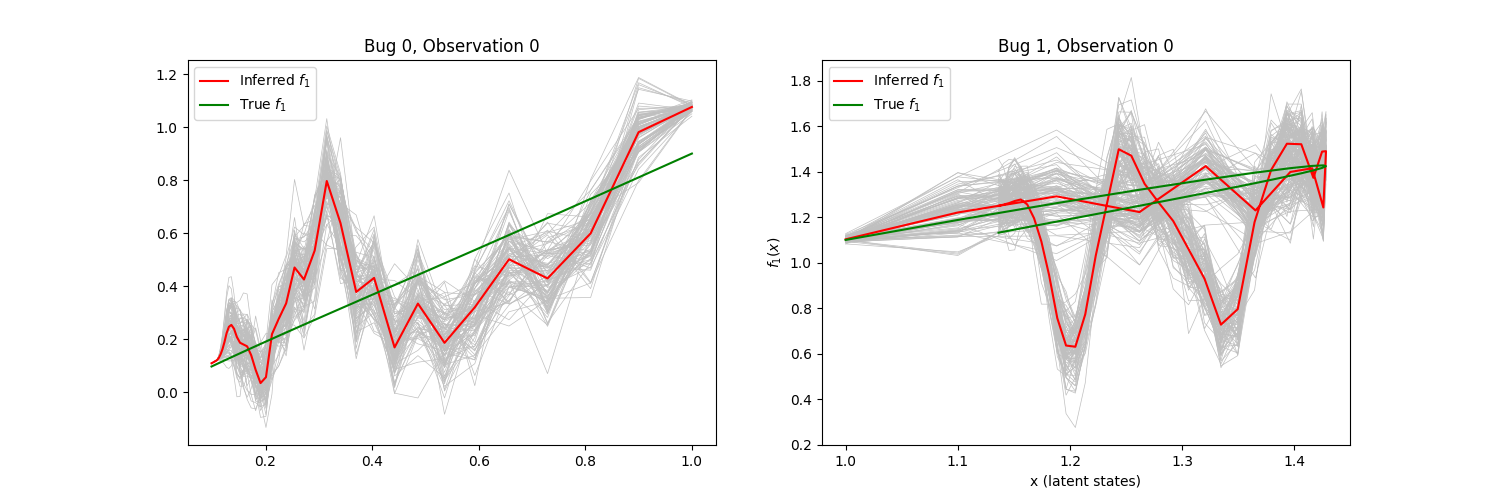 Bug 0, Observation 0
Inferred f₁
True f₁
1.2
1.0
0.8
0.6
0.4
0.2
0.0
0.2 0.4 0.6 0.8 1.0
Bug 1, Observation 0
Inferred f₁
True f₁
f₁(x)
1.8
1.6
1.4
1.2
1.0
0.8
0.6
0.4
0.2
1.0 1.1 1.2 1.3 1.4
x (latent states)